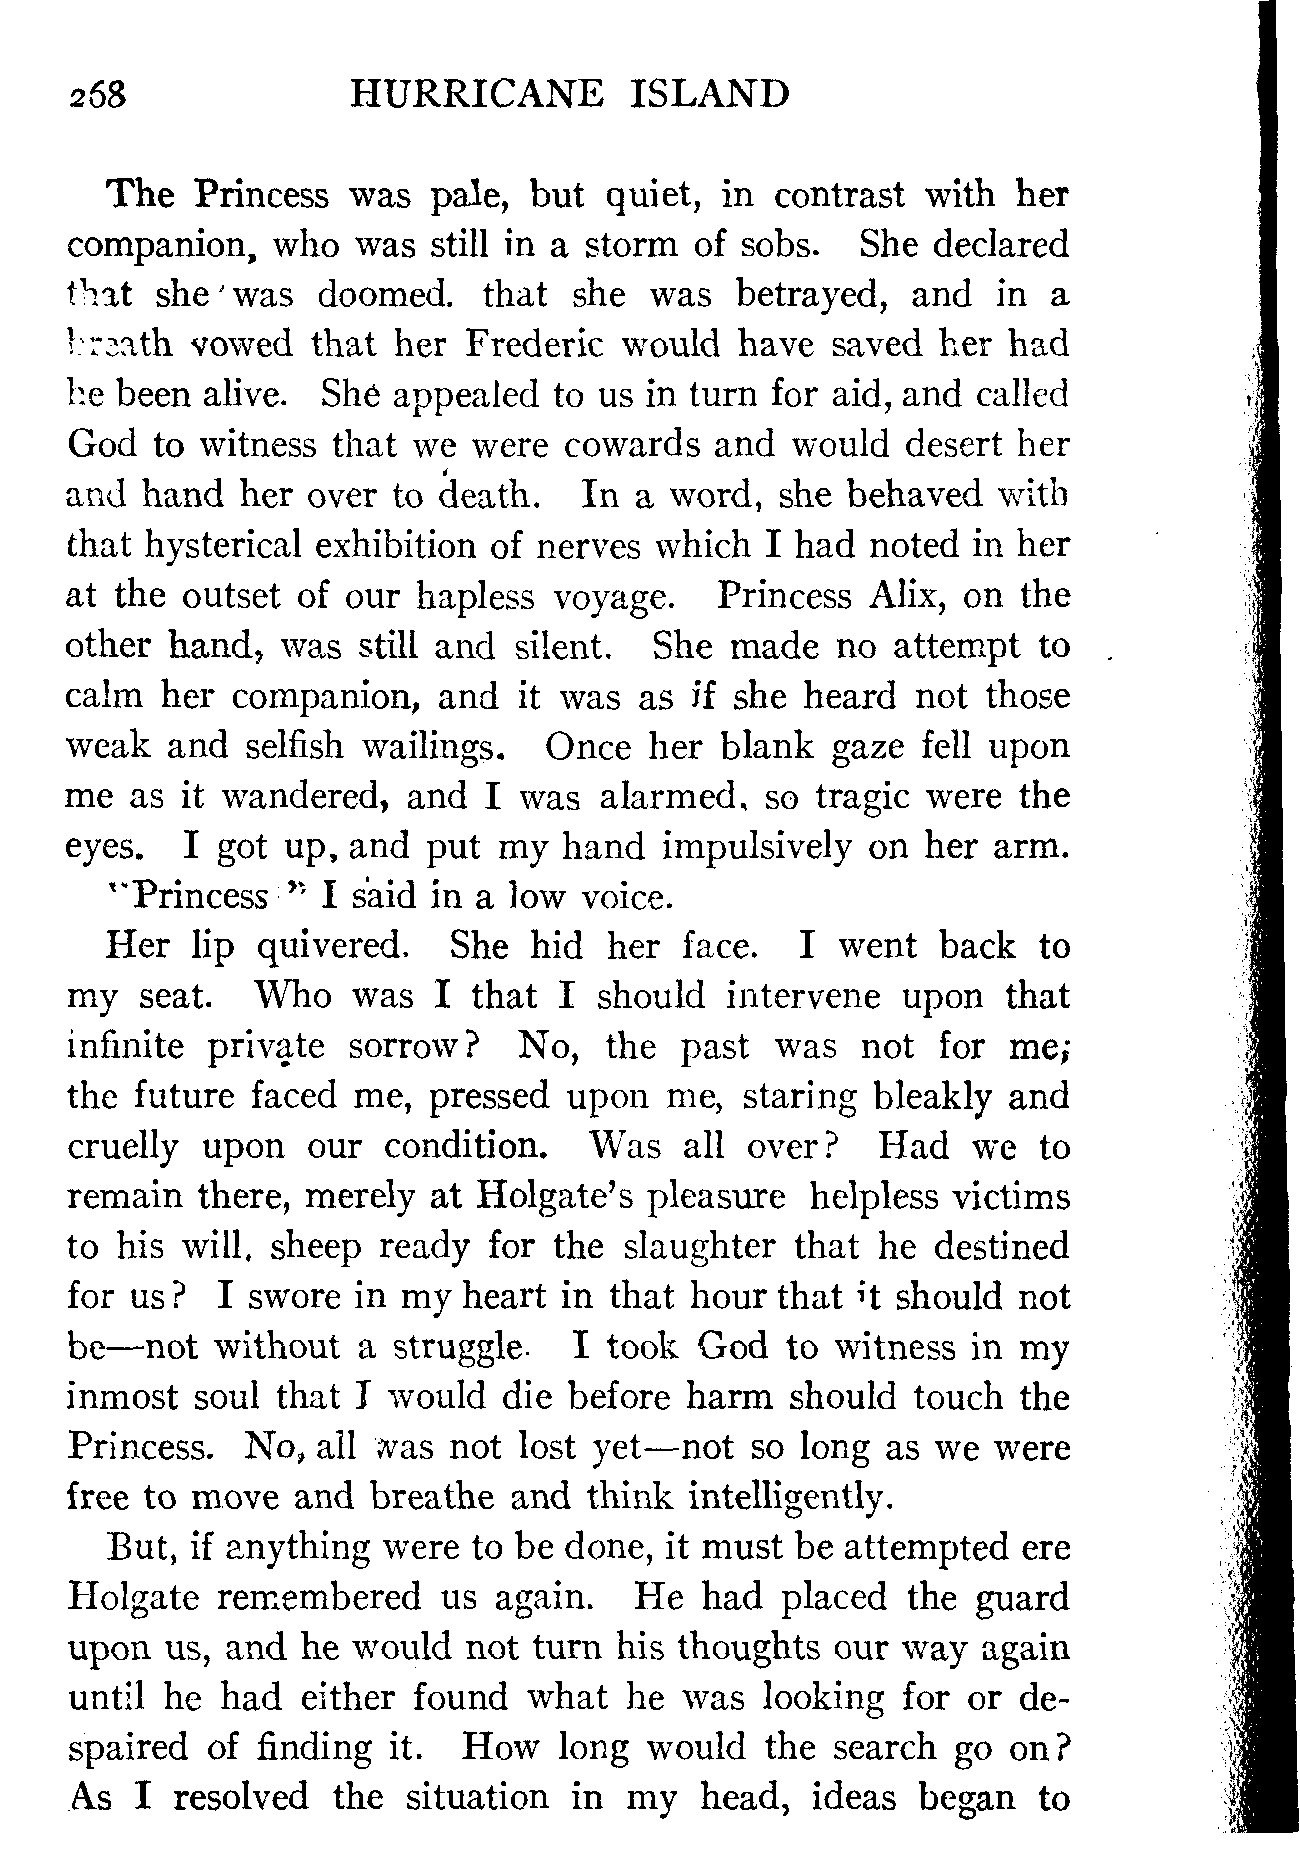 268 HURRICANE ISLAND
The Princess was pale, but quiet, in contrast with her
companion, who was still in a storm of sobs. She declared
that she was doomed. that she was betrayed, and in a
breath vowed that her Frederic would have saved her had
he been alive. She appealed to us in turn for aid, and called
God to witness that we were cowards and would desert her
and hand her over to death. In a word, she behaved with
that hysterical exhibition of nerves which I had noted in her
at the outset of our hapless voyage. Princess Alix, on the
other hand, was still and silent. She made no attempt to
calm her companion, and it was as if she heard not those
weak and selfish wailings. Once her blank gaze fell upon
me as it wandered, and I was alarmed, so tragic were the
eyes. I got up, and put my hand impulsively on her arm.
"Princess" I said in a low voice.
Her lip quivered. She hid her face. I went back to
my seat. Who was I that I should intervene upon that
infinite private sorrow? No, the past was not for me;
the future faced me, pressed upon me, staring bleakly and
cruelly upon our condition. Was all over? Had we to
remain there, merely at Holgate's pleasure helpless victims
to his will, sheep ready for the slaughter that he destined
for us? I swore in my heart in that hour that it should not
be—not without a struggle. I took God to witness in my
inmost soul that I would die before harm should touch the
Princess. No, all was not lost yet—not so long as we were
free to move and breathe and think intelligently.
But, if anything were to be done, it must be attempted ere
Holgate remembered us again. He had placed the guard
upon us, and he would not turn his thoughts our way again
until he had either found what he was looking for or de-
spaired of finding it. How long would the search go on?
As I resolved the situation in my head, ideas began to